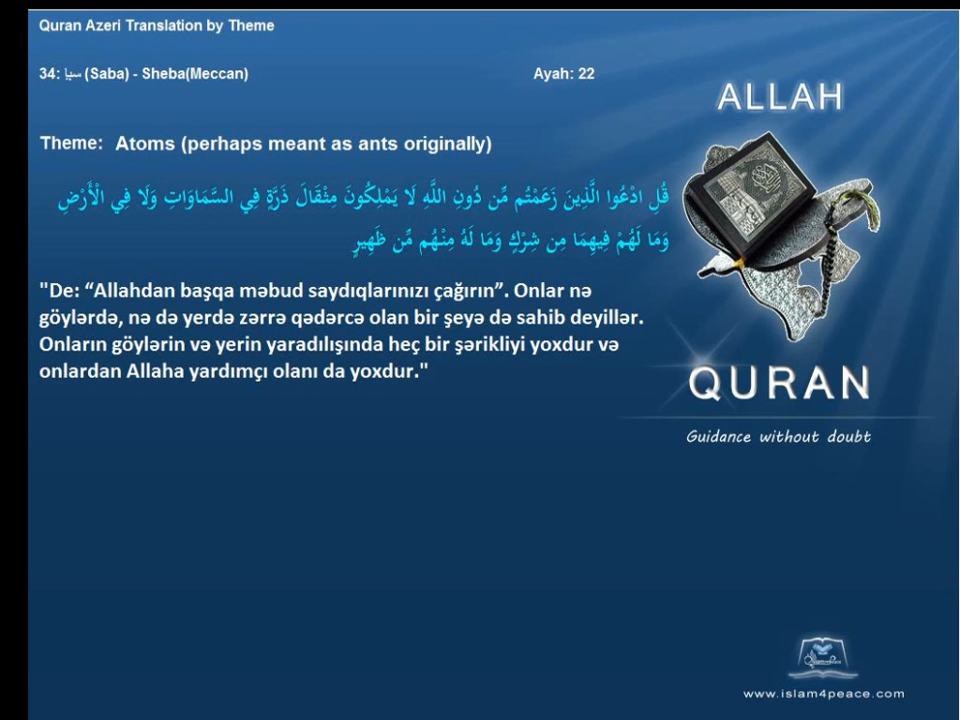 Quran Azeri Translation by Theme
34: سبأ (Saba) - Sheba(Meccan) Ayah: 22
ALLAH
Theme: Atoms (perhaps meant as ants originally)
قُلِ ادْعُوا الَّذِينَ زَعَمْتُم مِّن دُونِ اللَّهِ لَا يَمْلِكُونَ مِثْقَالَ ذَرَّةٍ فِي السَّمَاوَاتِ وَلَا فِي الْأَرْضِ
وَمَا لَهُمْ فِيهِمَا مِن شِرْكٍ وَمَا لَهُ مِنْهُم مِّن ظَهِيرٍ
"De: “Allahdan başqa məbud saydıqlarınızı çağırın”. Onlar nə
göylərdə, nə də yerdə zərrə qədərcə olan bir şeyə də sahib deyillər.
Onların göylərin və yerin yaradılışında heç bir şərikliyi yoxdur və
onlardan Allaha yardımçı olanı da yoxdur."
QURAN
Guidance without doubt
www.islam4peace.com